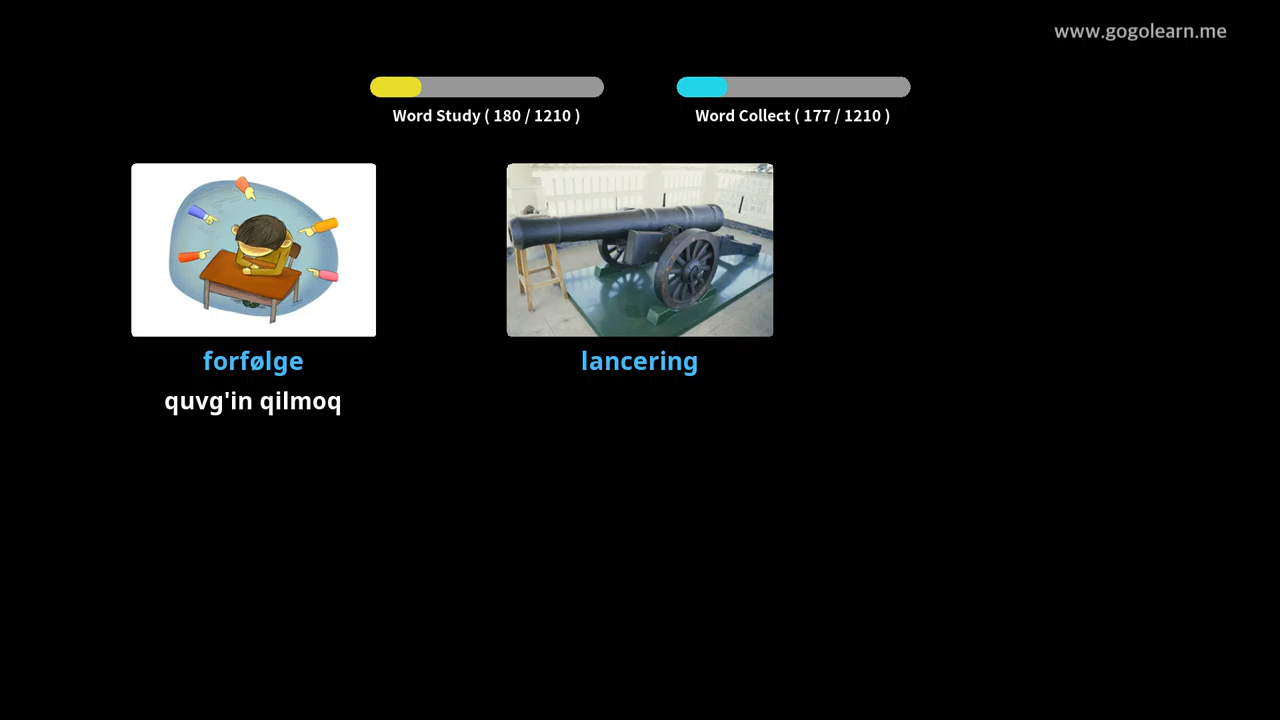 www.gogolearn.me
Word Study ( 180 / 1210 )
Word Collect ( 177 / 1210 )
forfølge
quvg'in qilmoq
lancering